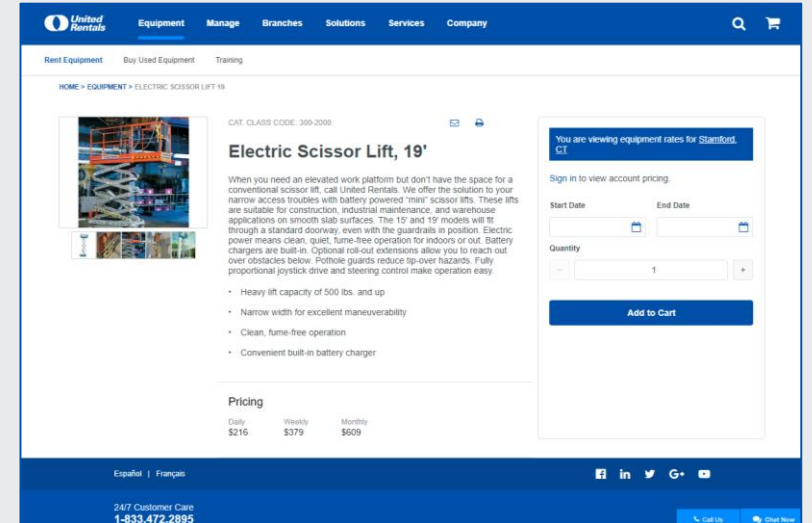 United Rentals
Equipment Manage Branches Solutions Services Company
Rent Equipment Buy Used Equipment Training
HOME > EQUIPMENT > ELECTRIC SCISSOR LIFT 19
CAT. CLASS CODE: 300-2000
Electric Scissor Lift, 19'
When you need an elevated work platform but don't have the space for a
conventional scissor lift, call United Rentals. We offer the solution to your
narrow access troubles with battery powered "mini" scissor lifts. These lifts
are suitable for construction, industrial maintenance, and warehouse
applications on smooth slab surfaces. The 15' and 19' models will fit
through a standard doorway, even with the guardrails in position. Electric
power means clean, quiet, fume-free operation for indoors or out. Battery
chargers are built-in. Optional roll-out extensions allow you to reach out
over obstacles below. Pothole guards reduce tip-over hazards. Fully
proportional joystick drive and steering control make operation easy.
• Heavy lift capacity of 500 lbs. and up
• Narrow width for excellent maneuverability
• Clean, fume-free operation
• Convenient built-in battery charger
Pricing
Daily Weekly Monthly
$216 $379 $609
You are viewing equipment rates for Stamford,
CT
Sign in to view account pricing.
Start Date End Date
Quantity
- 1 +
Add to Cart
Español | Français
24/7 Customer Care
1-833.472.2895
Call Us Chat Now